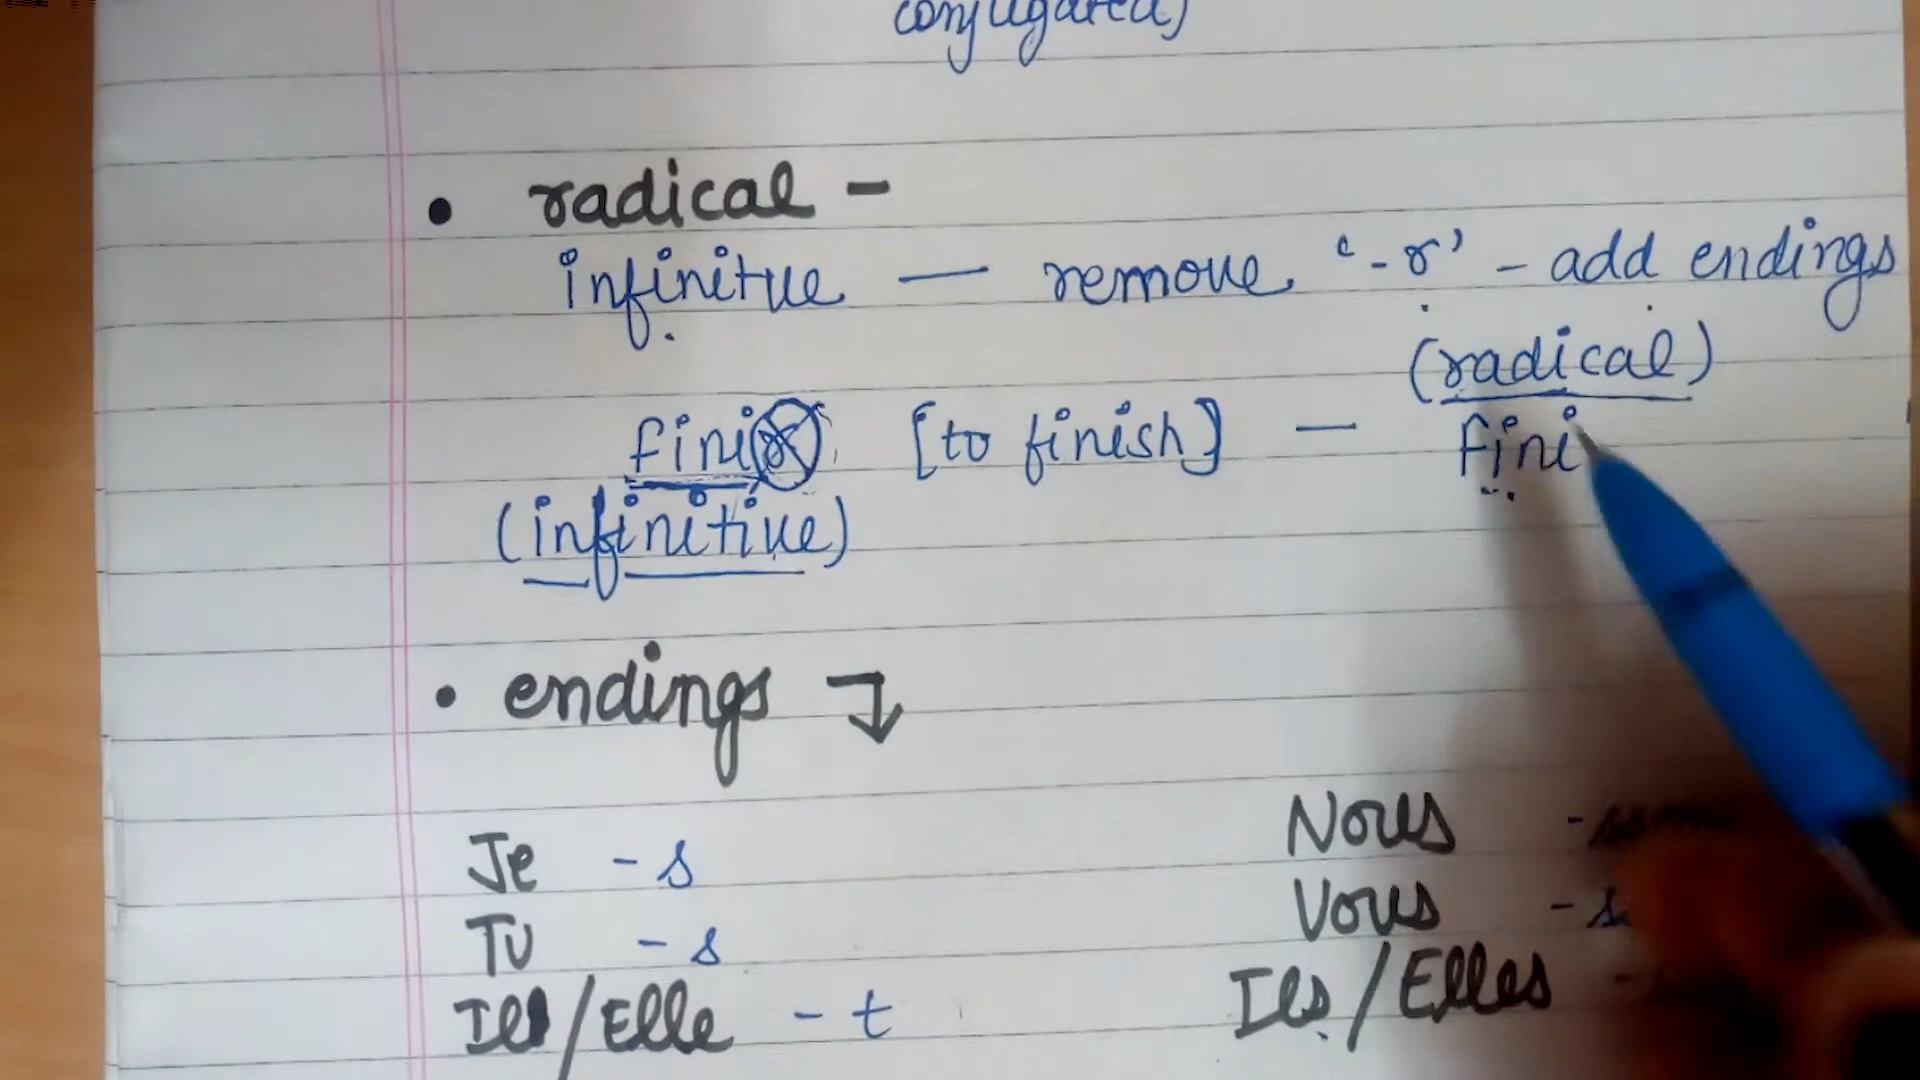 conjugated)
• radical -
infinitive — remove '-r' - add endings
(radical)
finir [to finish] — fini
(infinitive)
• endings
Je - s
Tu - s
Il/Elle - t
Nous
Vous
Ils/Elles